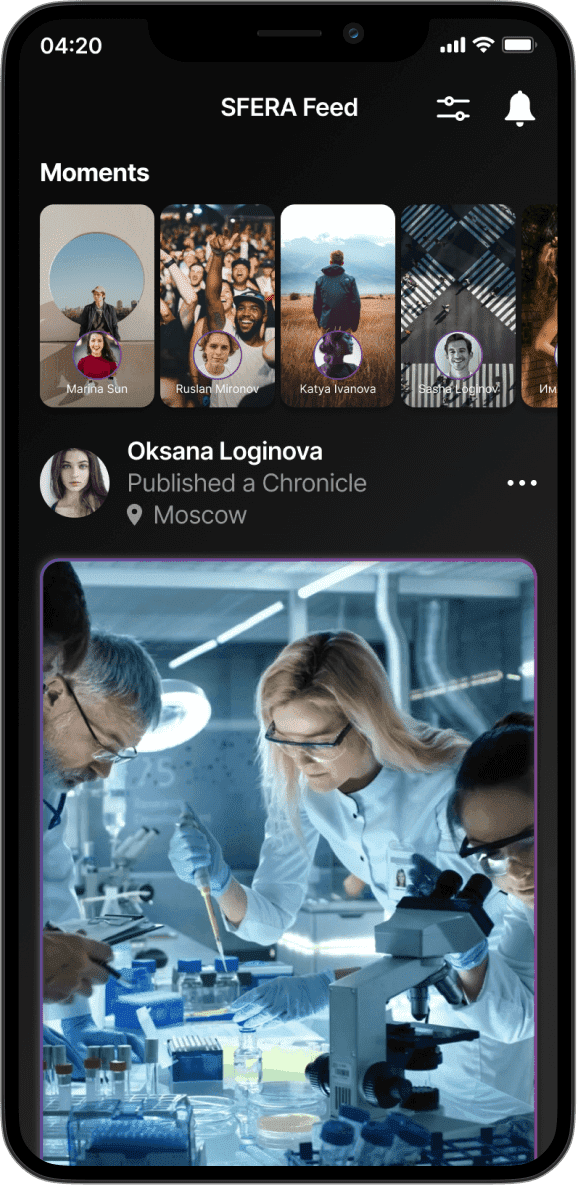 04:20
SFERA Feed
Moments
Marina Sun
Ruslan Mironov
Katya Ivanova
Sasha Loginov
Им
Oksana Loginova
Published a Chronicle
Moscow